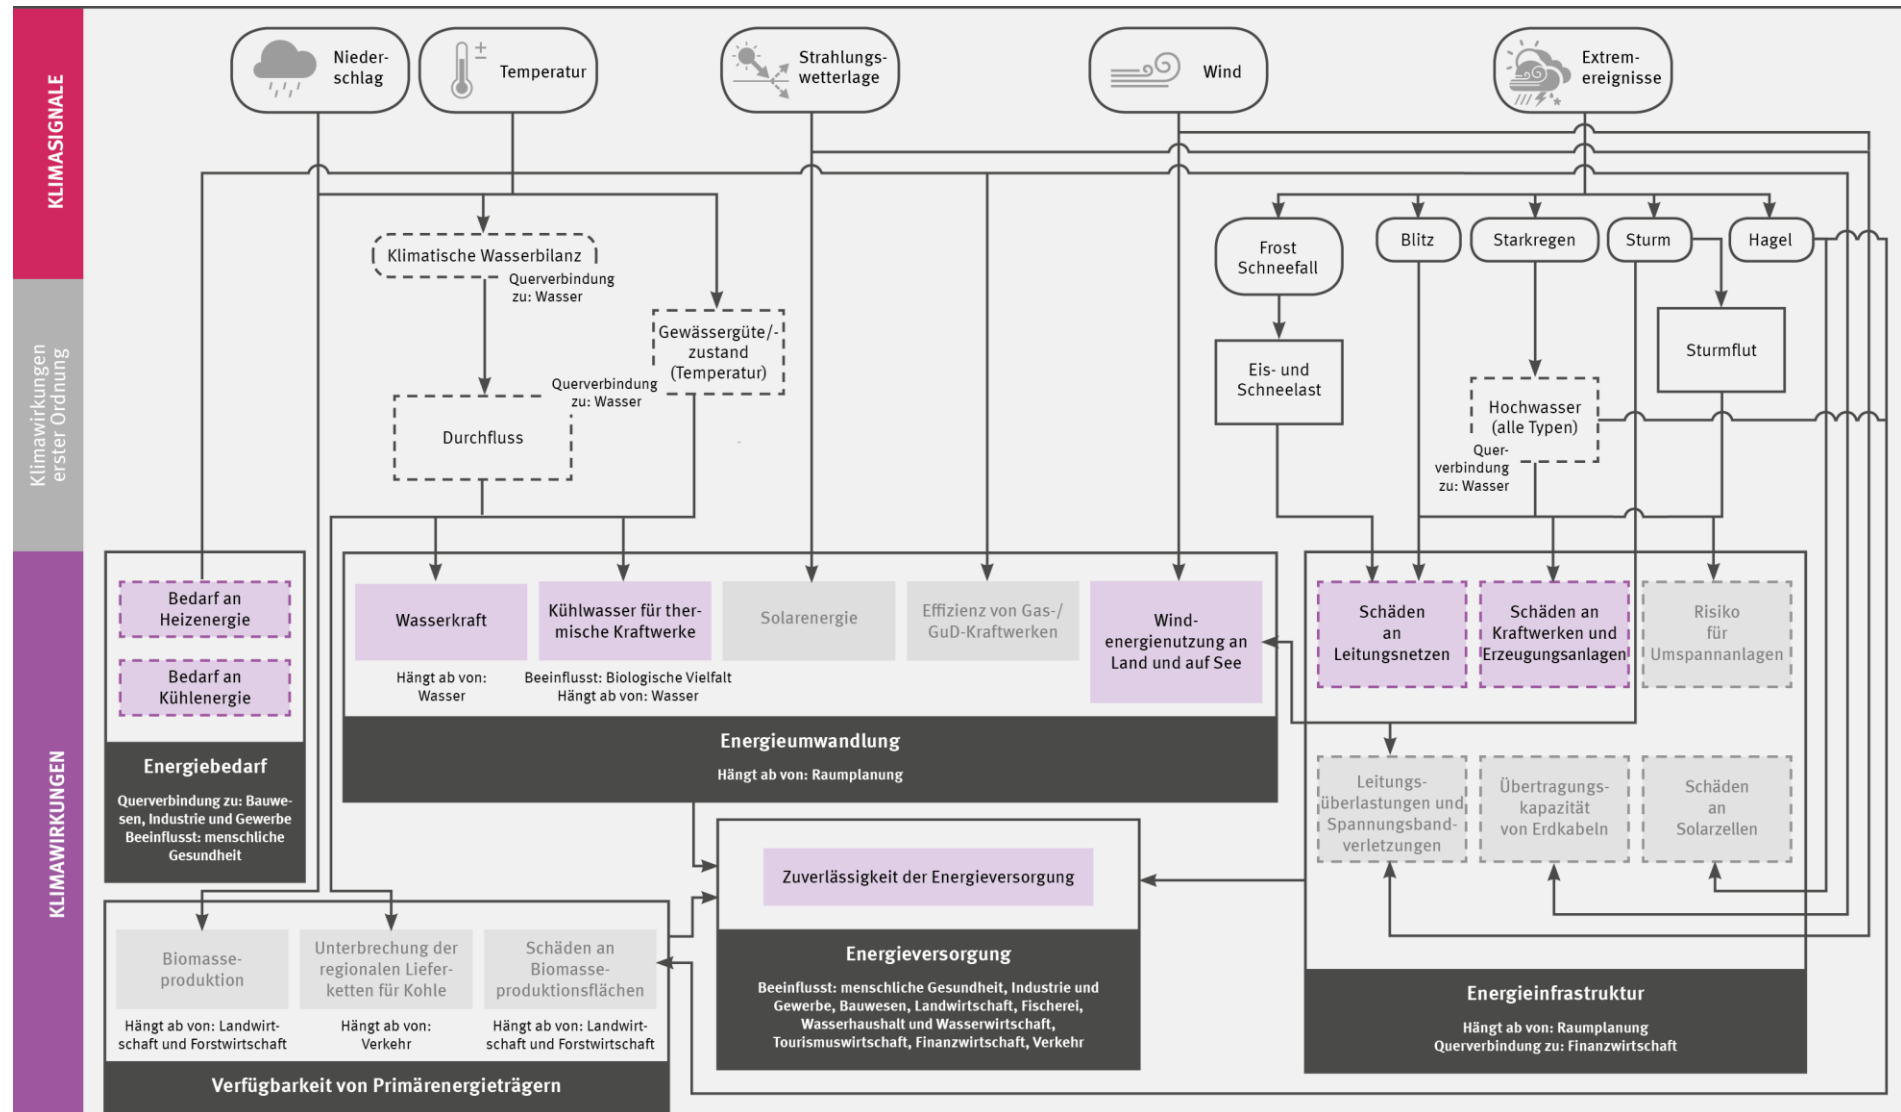 KLIMASIGNALE
Nieder-
schlag
Temperatur
Strahlungs-
wetterlage
Wind
Extrem-
ereignisse
Klimatische Wasserbilanz
Querverbindung
zu: Wasser
Frost
Schneefall
Blitz
Starkregen
Sturm
Hagel
Klimawirkungen
erster Ordnung
Gewässergüte/-
zustand
(Temperatur)
Querverbindung
zu: Wasser
Durchfluss
Eis- und
Schneelast
Sturmflut
Hochwasser
(alle Typen)
Quer-
verbindung
zu: Wasser
KLIMAWIRKUNGEN
Bedarf an
Heizenergie
Bedarf an
Kühlenergie
Energiebedarf
Querverbindung zu: Bauwe-
sen, Industrie und Gewerbe
Beeinflusst: menschliche
Gesundheit
Wasserkraft
Hängt ab von:
Wasser
Kühlwasser für ther-
mische Kraftwerke
Beeinflusst: Biologische Vielfalt
Hängt ab von: Wasser
Solarenergie
Effizienz von Gas-/
GuD-Kraftwerken
Wind-
energienutzung an
Land und auf See
Energieumwandlung
Hängt ab von: Raumplanung
Schäden
an
Leitungsnetzen
Schäden an
Kraftwerken und
Erzeugungsanlagen
Risiko
für
Umspannanlagen
Leitungs-
überlastungen und
Spannungsband-
verletzungen
Übertragungs-
kapazität
von Erdkabeln
Schäden
an
Solarzellen
Energieinfrastruktur
Hängt ab von: Raumplanung
Querverbindung zu: Finanzwirtschaft
Zuverlässigkeit der Energieversorgung
Energieversorgung
Beeinflusst: menschliche Gesundheit, Industrie und
Gewerbe, Bauwesen, Landwirtschaft, Fischerei,
Wasserhaushalt und Wasserwirtschaft,
Tourismuswirtschaft, Finanzwirtschaft, Verkehr
Biomasse-
produktion
Hängt ab von: Landwirt-
schaft und Forstwirtschaft
Unterbrechung der
regionalen Liefer-
ketten für Kohle
Hängt ab von:
Verkehr
Schäden an
Biomasse-
produktionsflächen
Hängt ab von: Landwirt-
schaft und Forstwirtschaft
Verfügbarkeit von Primärenergieträgern